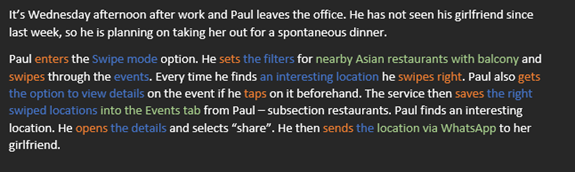 It's Wednesday afternoon after work and Paul leaves the office. He has not seen his girlfriend since
last week, so he is planning on taking her out for a spontaneous dinner.
Paul enters the Swipe mode option. He sets the filters for nearby Asian restaurants with balcony and
swipes through the events. Every time he finds an interesting location he swipes right. Paul also gets
the option to view details on the event if he taps on it beforehand. The service then saves the right
swiped locations into the Events tab from Paul – subsection restaurants. Paul finds an interesting
location. He opens the details and selects “share”. He then sends the location via WhatsApp to her
girlfriend.